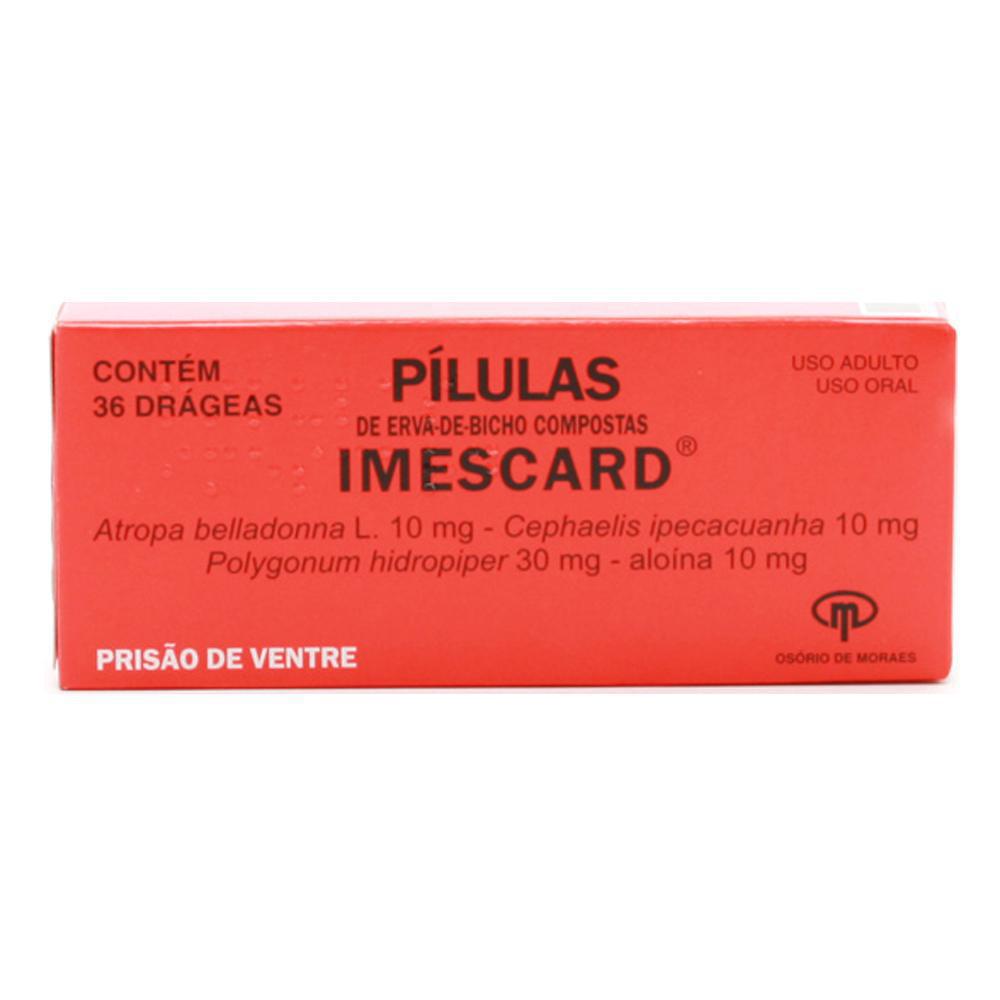 CONTÉM
36 DRÁGEAS
PÍLULAS
DE ERVA-DE-BICHO COMPOSTAS
IMESCARD®
USO ADULTO
USO ORAL
Atropa belladonna L. 10 mg - Cephaelis ipecacuanha 10 mg
Polygonum hidropiper 30 mg - aloína 10 mg
PRISÃO DE VENTRE
OSÓRIO DE MORAES